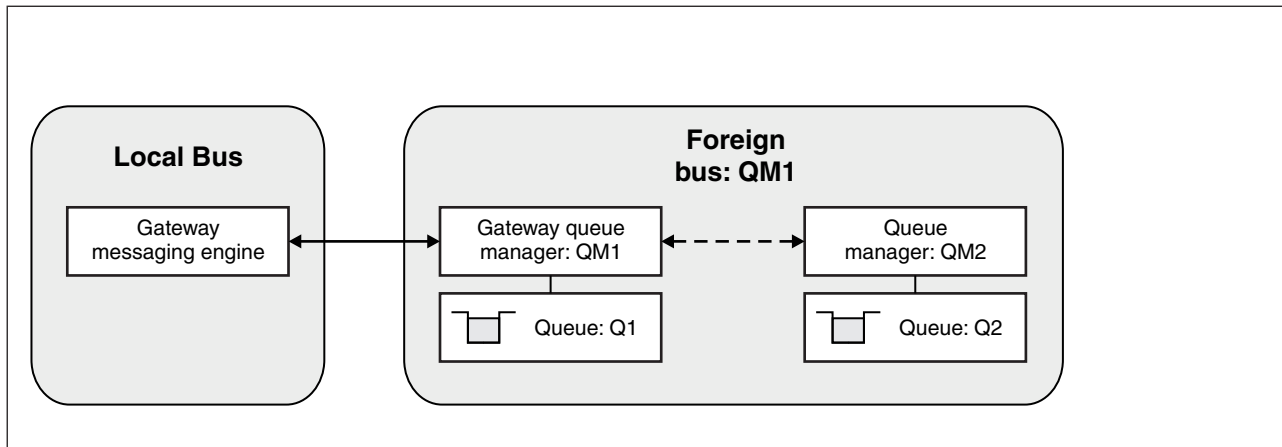 Local Bus
Gateway
messaging engine
Foreign
bus: QM1
Gateway queue
manager: QM1
Queue: Q1
Queue
manager: QM2
Queue: Q2